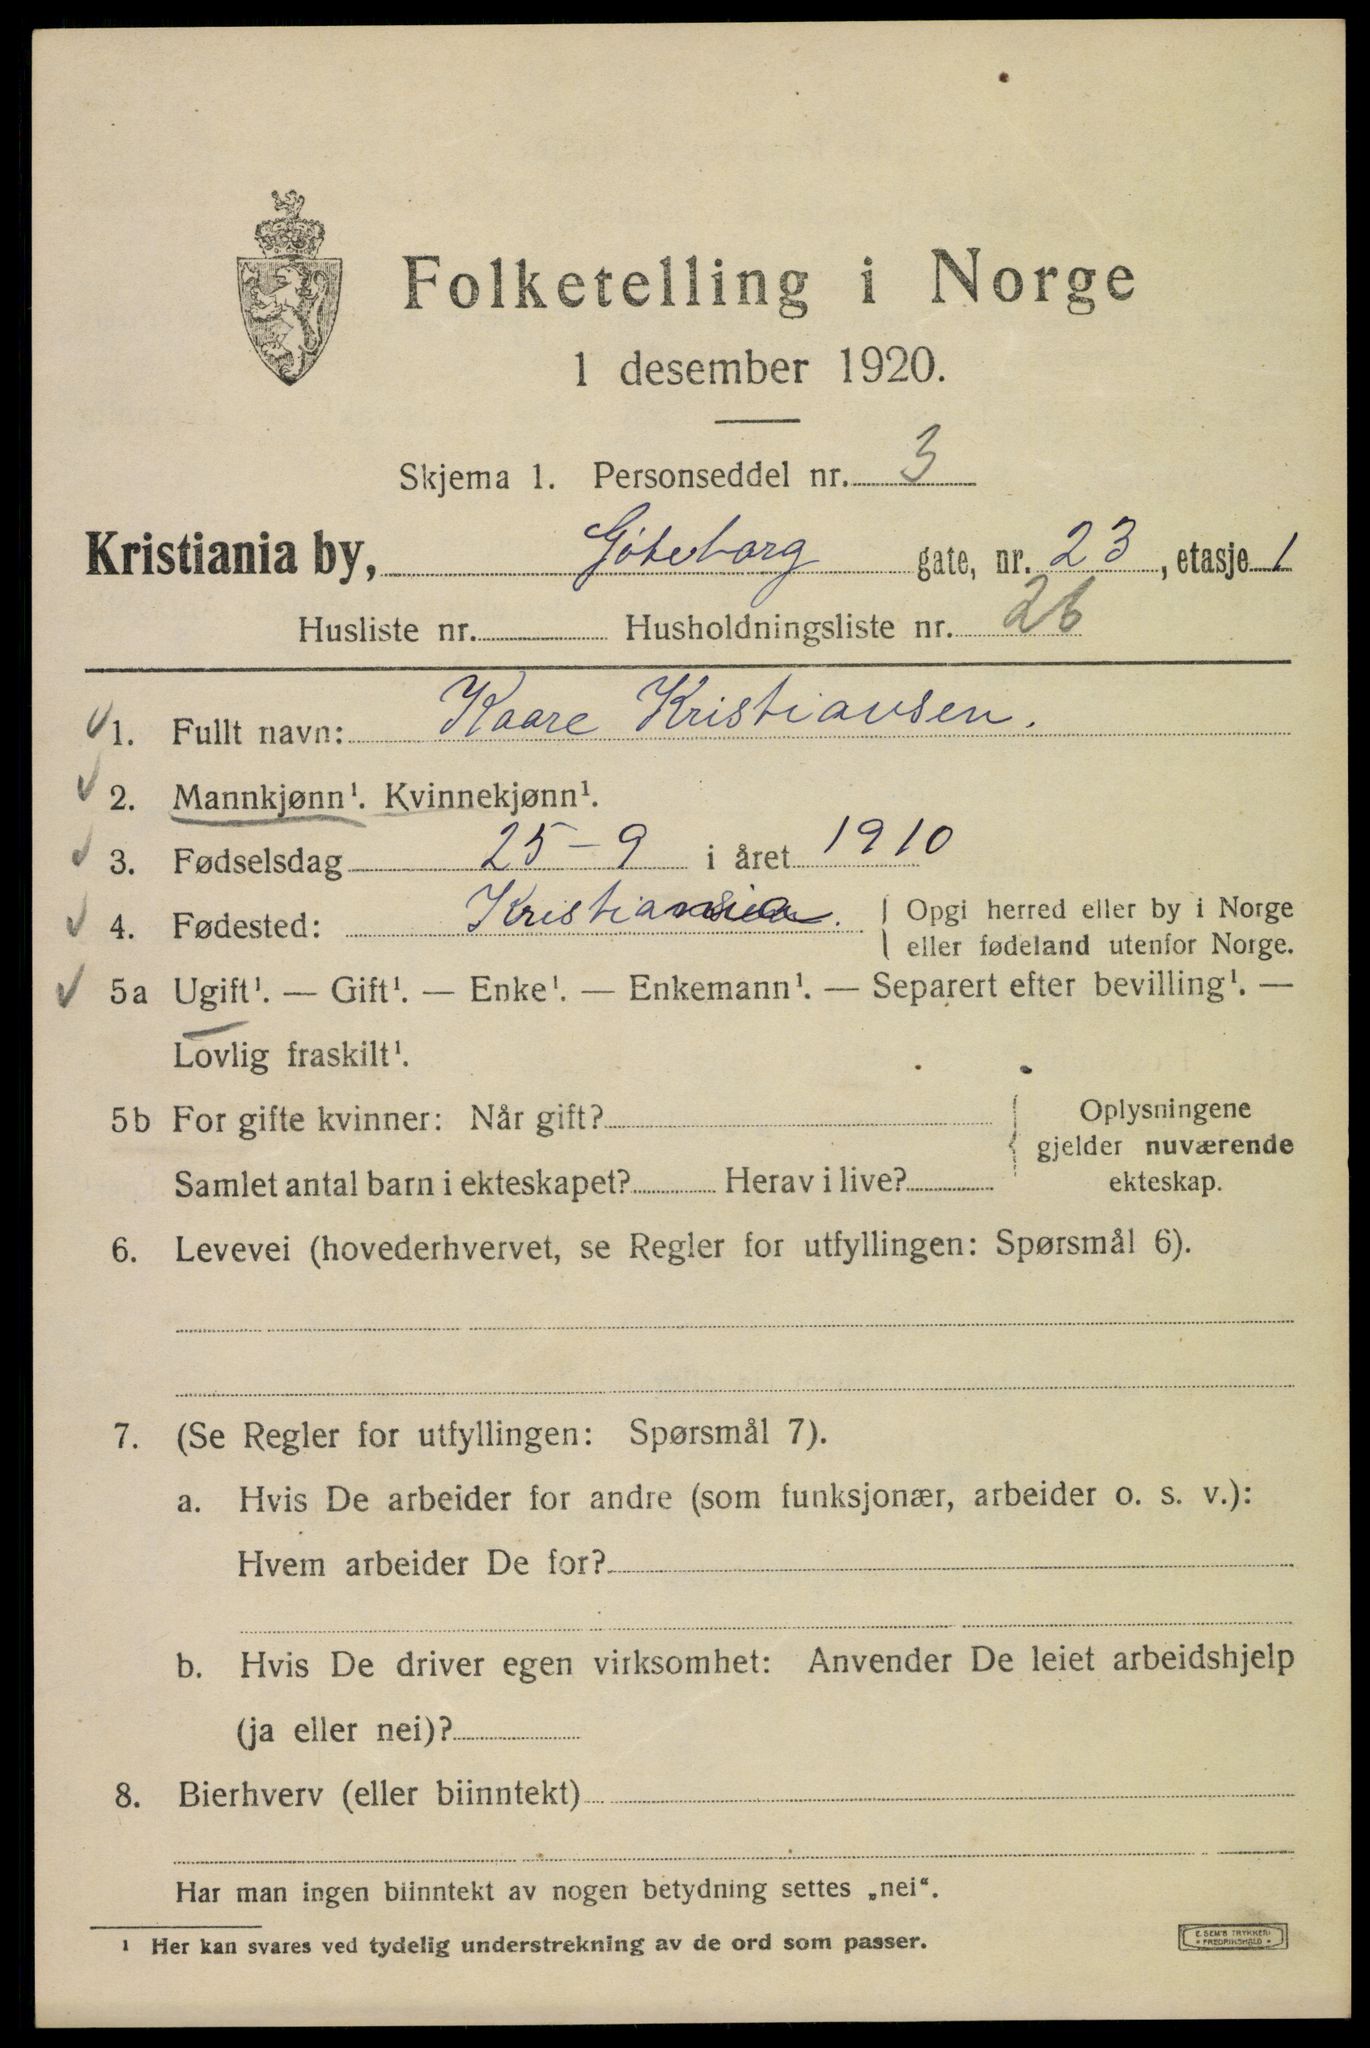 Folketelling i Norge
1 desember 1920.
Skjema 1. Personseddel nr. 3
Kristiania by, Göteborg gate, nr. 23, etasje 1
Husliste nr. Husholdningsliste nr. 26
1. Fullt navn: Kaare Kristiansen.
2. Mannkjønn¹. Kvinnekjønn¹.
3. Fødselsdag 25-9 i året 1910
4. Fødested: Kristiania. Opgi herred eller by i Norge
eller fødeland utenfor Norge.
5a Ugift¹. — Gift¹. — Enke¹. — Enkemann¹. — Separert efter bevilling¹. —
Lovlig fraskilt¹.
5b For gifte kvinner: Når gift?
Samlet antal barn i ekteskapet? Herav i live?
Oplysningene
gjelder nuværende
ekteskap.
6. Levevei (hovederhvervet, se Regler for utfyllingen: Spørsmål 6).
7. (Se Regler for utfyllingen: Spørsmål 7).
a. Hvis De arbeider for andre (som funksjonær, arbeider o. s. v.):
Hvem arbeider De for?
b. Hvis De driver egen virksomhet: Anvender De leiet arbeidshjelp
(ja eller nei)?
8. Bierhverv (eller biinntekt)
Har man ingen biinntekt av nogen betydning settes „nei“.
¹ Her kan svares ved tydelig understrekning av de ord som passer.
E. SEM'S TRYKKERI
FREDRIKSHALD